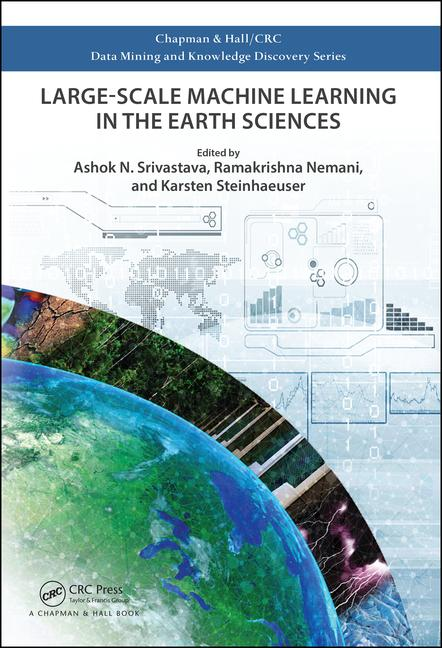 Chapman & Hall/CRC
Data Mining and Knowledge Discovery Series
LARGE-SCALE MACHINE LEARNING
IN THE EARTH SCIENCES
Edited by
Ashok N. Srivastava, Ramakrishna Nemani,
and Karsten Steinhaeuser
CRC
CRC Press
Taylor & Francis Group
A CHAPMAN & HALL BOOK